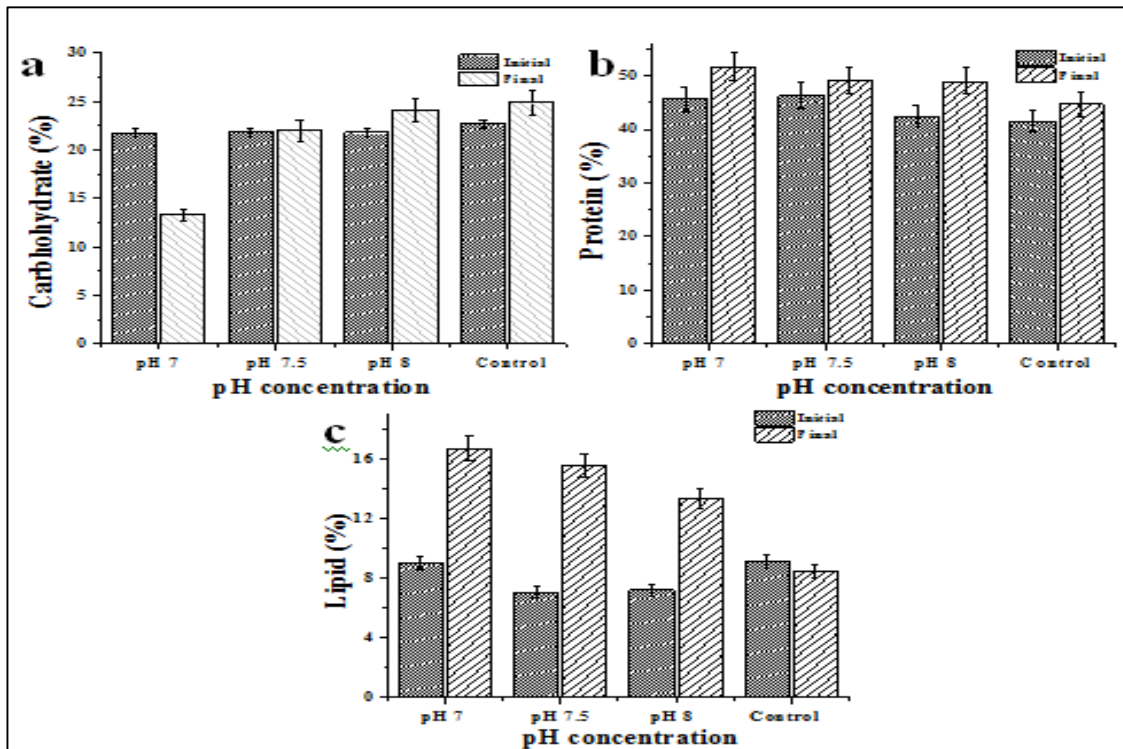 a
Initial
Final
30
25
20
15
10
5
0
Carbhohydrate (%)
pH 7
pH 7.5
pH 8
Control
pH concentration
b
Initial
Final
50
40
30
20
10
0
Protein (%)
pH 7
pH 7.5
pH 8
Control
pH concentration
c
Initial
Final
16
12
8
4
0
Lipid (%)
pH 7
pH 7.5
pH 8
Control
pH concentration